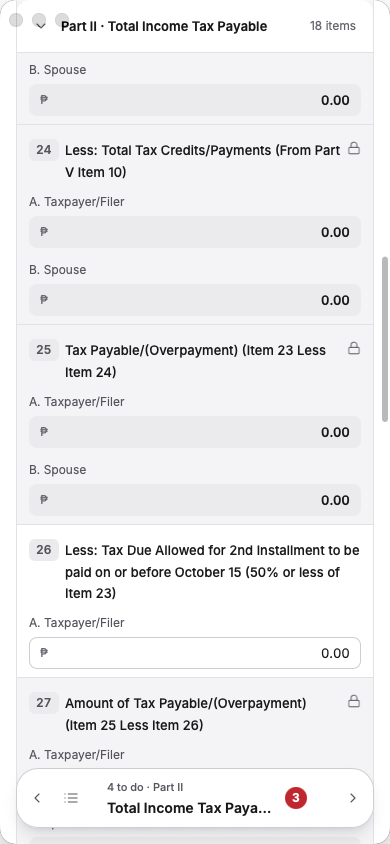 Part II · Total Income Tax Payable
18 items
B. Spouse
₱ 0.00
24 Less: Total Tax Credits/Payments (From Part
V Item 10)
A. Taxpayer/Filer
₱ 0.00
B. Spouse
₱ 0.00
25 Tax Payable/(Overpayment) (Item 23 Less
Item 24)
A. Taxpayer/Filer
₱ 0.00
B. Spouse
₱ 0.00
26 Less: Tax Due Allowed for 2nd Installment to be
paid on or before October 15 (50% or less of
Item 23)
A. Taxpayer/Filer
₱ 0.00
27 Amount of Tax Payable/(Overpayment)
(Item 25 Less Item 26)
A. Taxpayer/Filer
4 to do · Part II
Total Income Tax Paya...
3